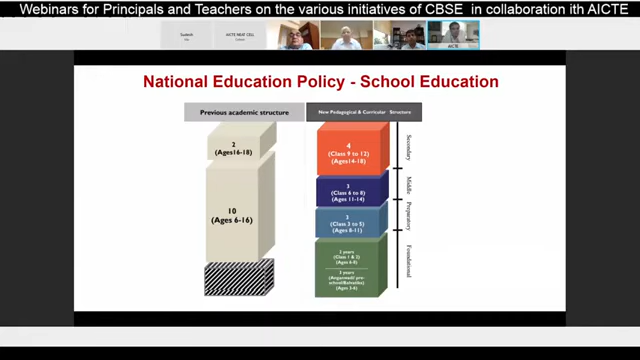 Webinars for Principals and Teachers on the various initiatives of CBSE in collaboration ith AICTE
Sudesh
AICTE NEAT CELL
AICTE
National Education Policy - School Education
Previous academic structure
New Pedagogical & Curricular Structure
2
(Ages16-18)
10
(Ages 6-16)
4
(Class 9 to 12)
(Ages14-18)
3
(Class 6 to 8)
(Ages 11-14)
3
(Class 3 to 5)
(Ages 8-11)
2 years
(Class 1 & 2)
(Ages 6-8)
3 years
(Anganwadi/ pre-
school/Balvatika)
(Ages 3-6)
Secondary
Middle
Preparatory
Foundational